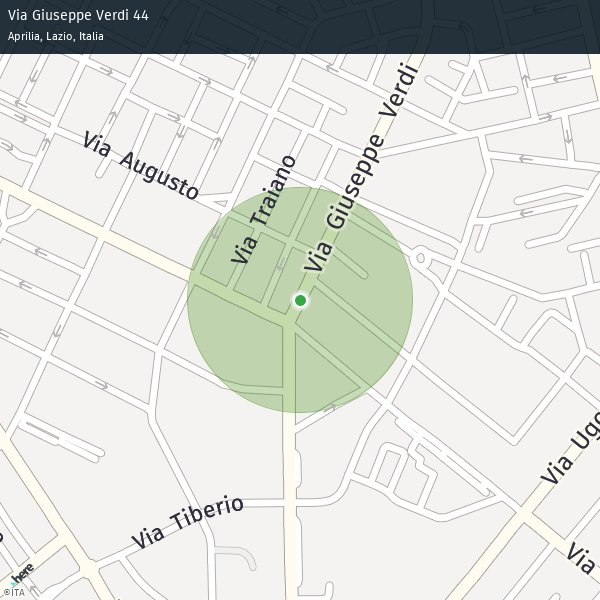 Via Giuseppe Verdi 44
Aprilia, Lazio, Italia
Via Augusto
Via Traiano
Via Giuseppe Verdi
Via Ugo
Via Tiberio
Via
here
©ITA